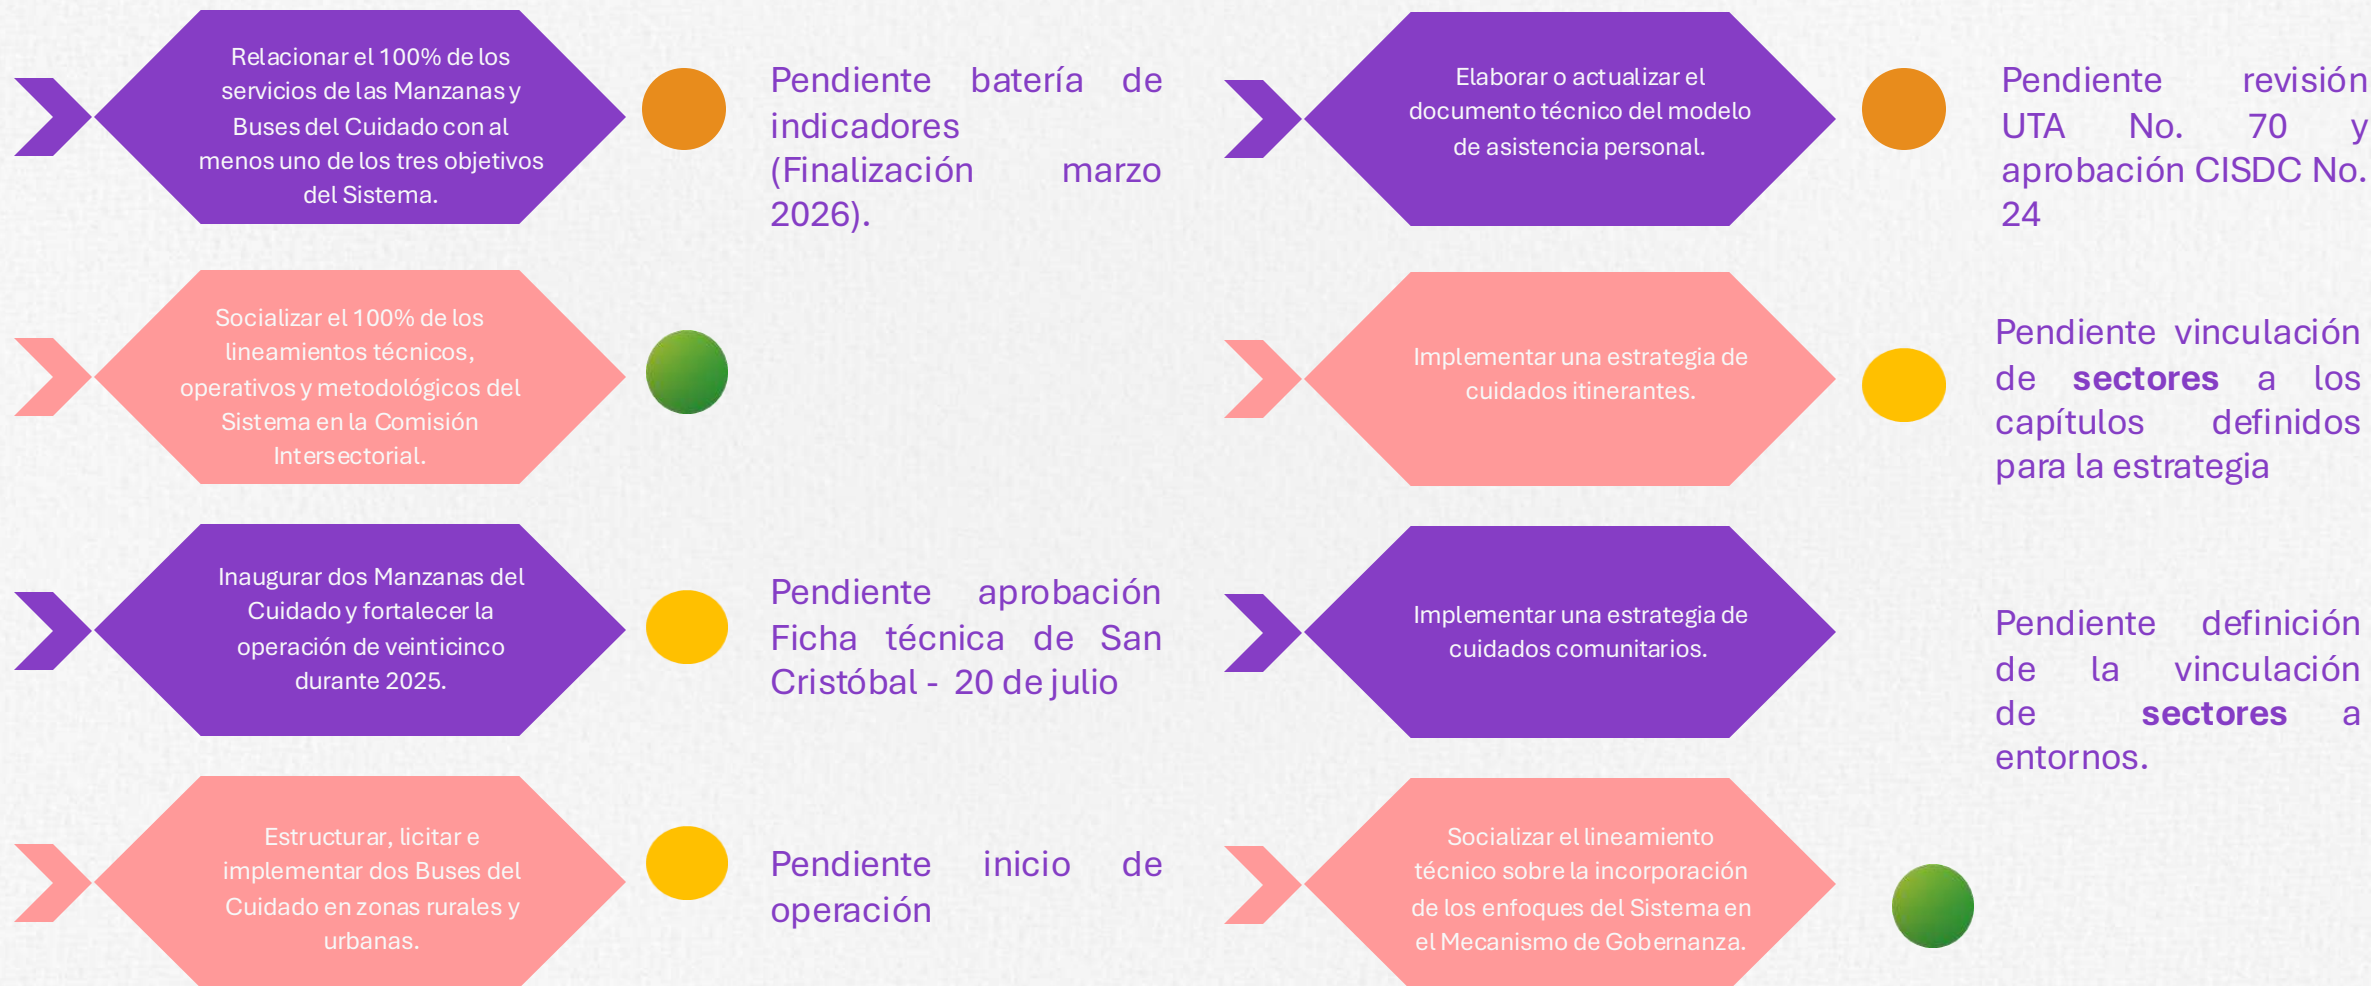 Relacionar el 100% de los
servicios de las Manzanas y
Buses del Cuidado con al
menos uno de los tres objetivos
del Sistema.
Pendiente batería de
indicadores
(Finalización marzo
2026).
Socializar el 100% de los
lineamientos técnicos,
operativos y metodológicos del
Sistema en la Comisión
Intersectorial.
Inaugurar dos Manzanas del
Cuidado y fortalecer la
operación de veinticinco
durante 2025.
Pendiente aprobación
Ficha técnica de San
Cristóbal - 20 de julio
Estructurar, licitar e
implementar dos Buses del
Cuidado en zonas rurales y
urbanas.
Pendiente inicio de
operación
Elaborar o actualizar el
documento técnico del modelo
de asistencia personal.
Pendiente revisión
UTA No. 70 y
aprobación CISDC No.
24
Implementar una estrategia de
cuidados itinerantes.
Pendiente vinculación
de sectores a los
capítulos definidos
para la estrategia
Implementar una estrategia de
cuidados comunitarios.
Pendiente definición
de la vinculación
de sectores a
entornos.
Socializar el lineamiento
técnico sobre la incorporación
de los enfoques del Sistema en
el Mecanismo de Gobernanza.